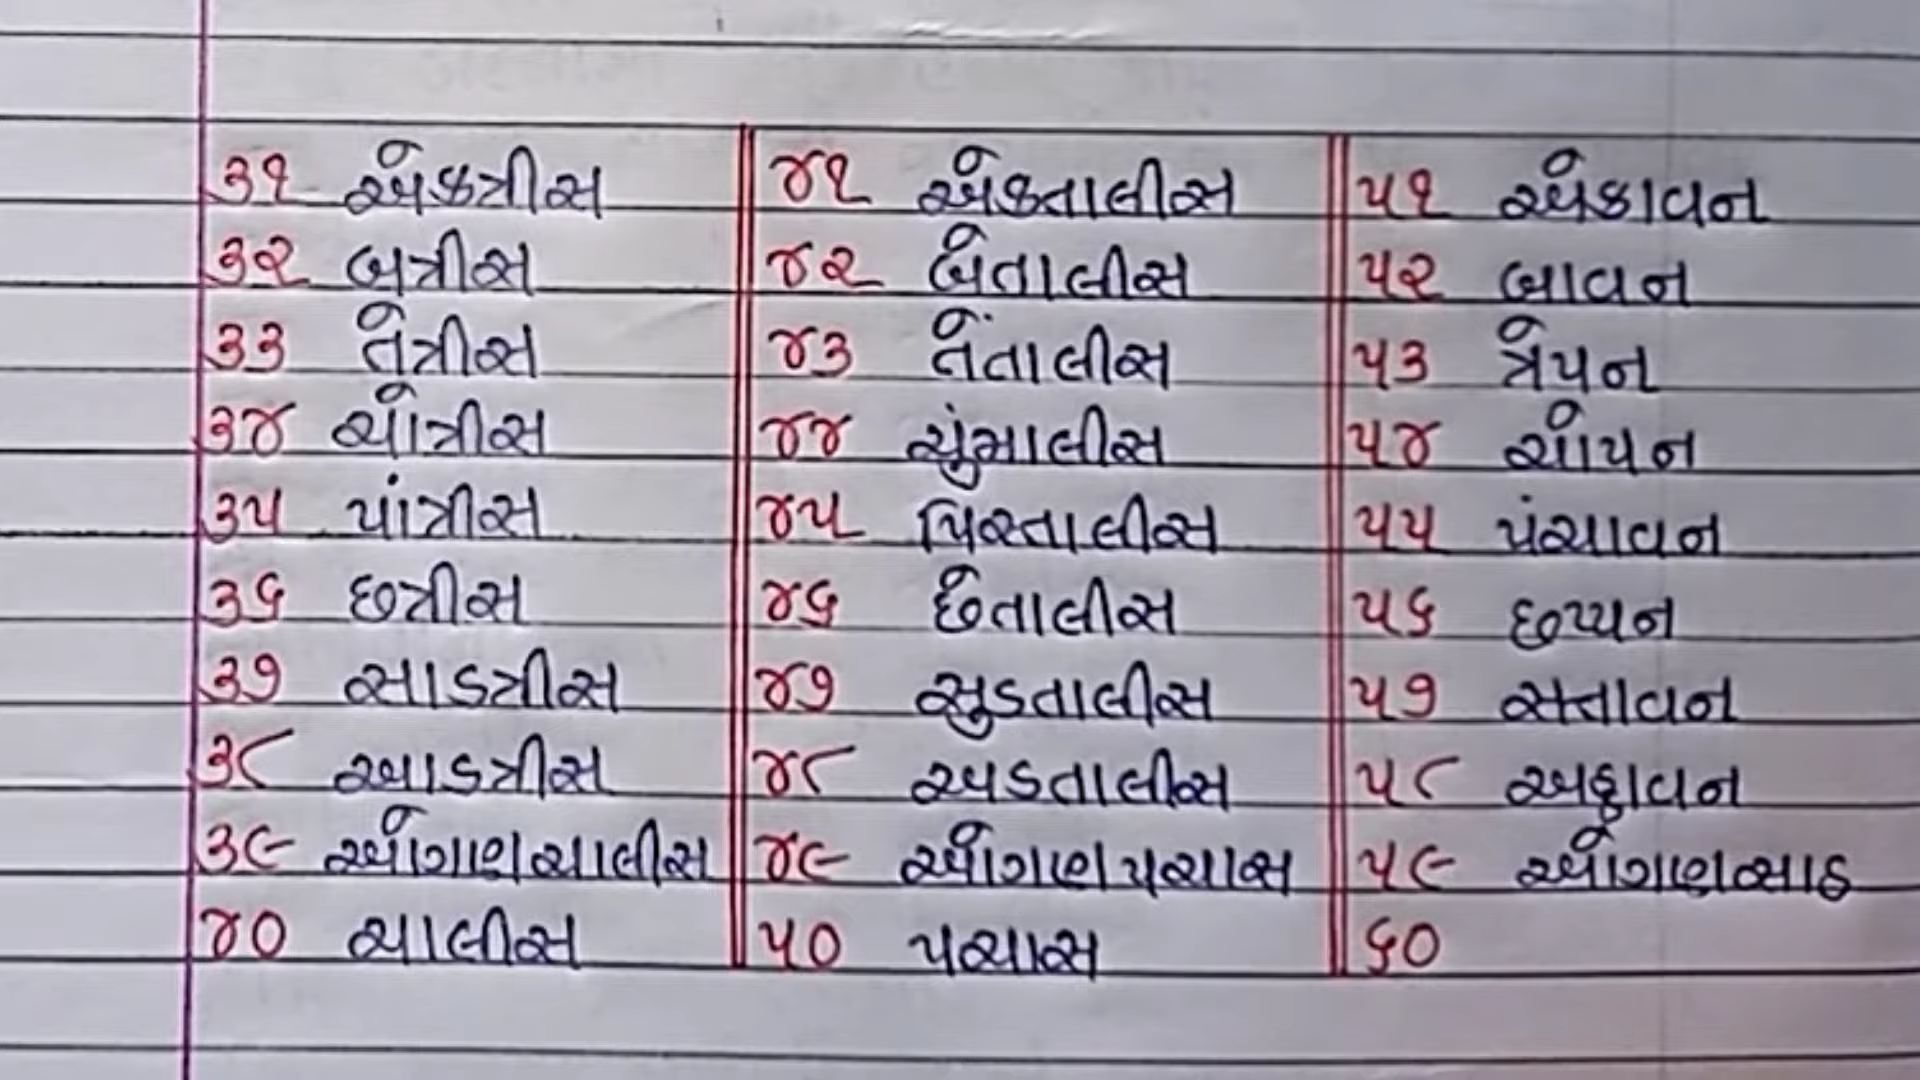 ૩૧ એકત્રીસ ૪૧ એકતાલીસ ૫૧ એકાવન
૩૨ બત્રીસ ૪૨ બેતાલીસ ૫૨ બાવન
૩૩ તેત્રીસ ૪૩ તેંતાલીસ ૫૩ ત્રેપન
૩૪ ચોત્રીસ ૪૪ ચુંમાલીસ ૫૪ ચોપન
૩૫ પાંત્રીસ ૪૫ પિસ્તાલીસ ૫૫ પંચાવન
૩૬ છત્રીસ ૪૬ છેતાલીસ ૫૬ છપ્પન
૩૭ સાડત્રીસ ૪૭ સુડતાલીસ ૫૭ સત્તાવન
૩૮ આડત્રીસ ૪૮ અડતાલીસ ૫૮ અઠ્ઠાવન
૩૯ ઓગણચાલીસ ૪૯ ઓગણપચાસ ૫૯ ઓગણસાઠ
૪૦ ચાલીસ ૫૦ પચાસ ૬૦